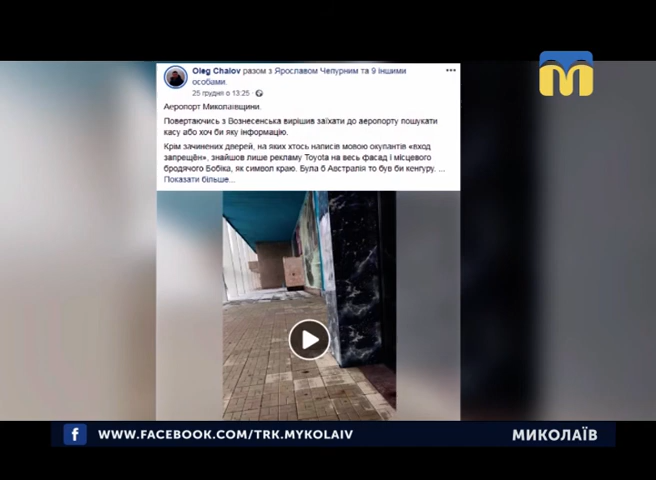 Oleg Chalov разом з Ярославом Чепурним та 9 іншими
особами.
25 грудня о 13:25
Аеропорт Миколаївщини.
Повертаючись з Вознесенська вирішив заїхати до аеропорту пошукати
касу або хоч би яку інформацію.
Крім зачинених дверей, на яких хтось написів мовою окупантів «вход
запрещён», знайшов лише рекламу Toyota на весь фасад і місцевого
бродячого Бобіка, як символ краю. Була б Австралія то був би кенгуру. ...
Показати більше...
WWW.FACEBOOK.COM/TRK.MYKOLAIV
МИКОЛАЇВ